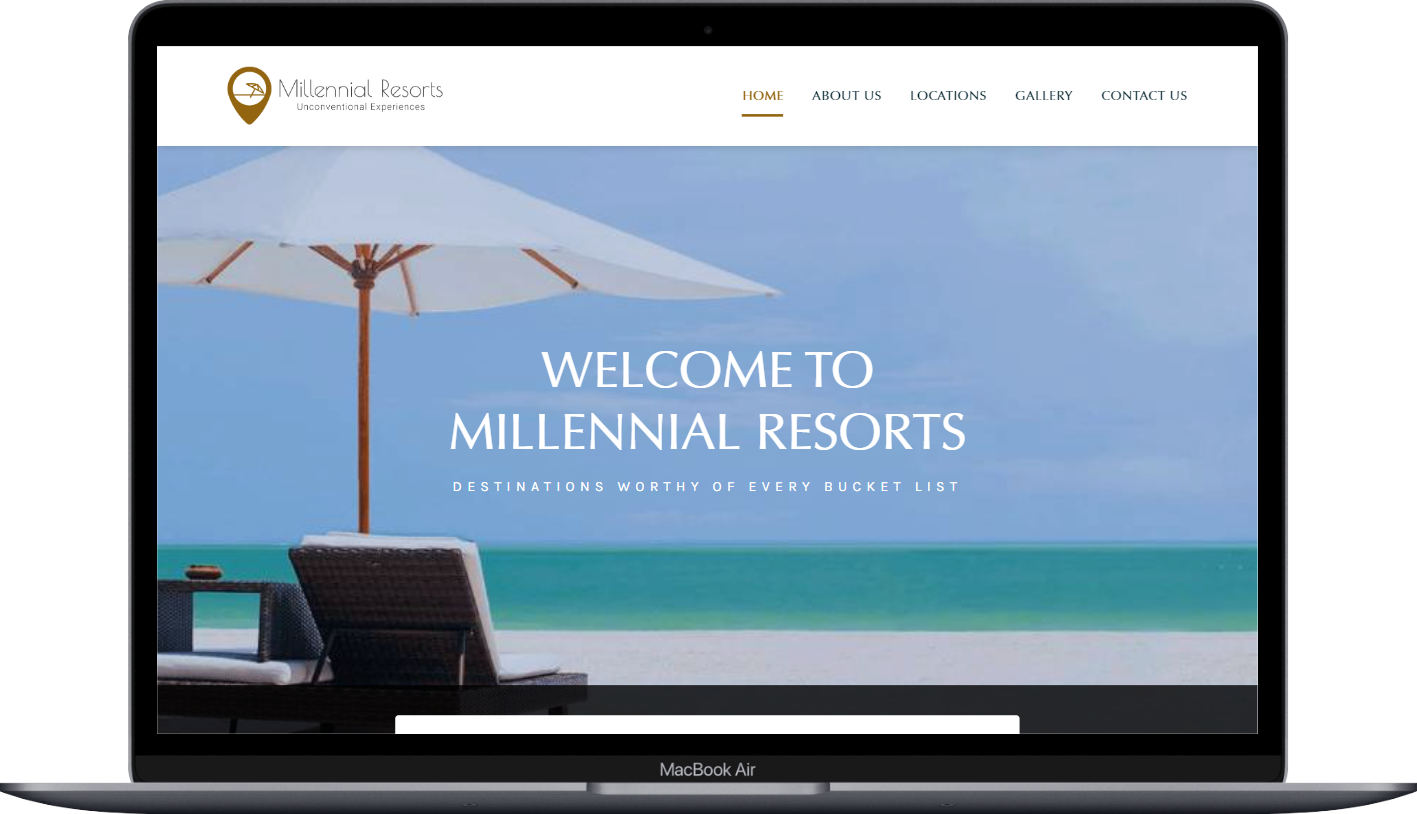 Millennial Resorts
Unconventional Experiences
HOME ABOUT US LOCATIONS GALLERY CONTACT US
WELCOME TO
MILLENNIAL RESORTS
DESTINATIONS WORTHY OF EVERY BUCKET LIST
MacBook Air